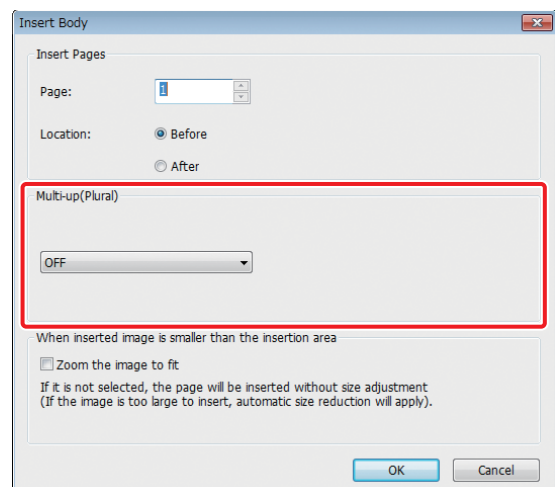 Insert Body
Insert Pages
Page:
1
Location:
Before
After
Multi-up(Plural)
OFF
When inserted image is smaller than the insertion area
Zoom the image to fit
If it is not selected, the page will be inserted without size adjustment
(If the image is too large to insert, automatic size reduction will apply).
OK Cancel